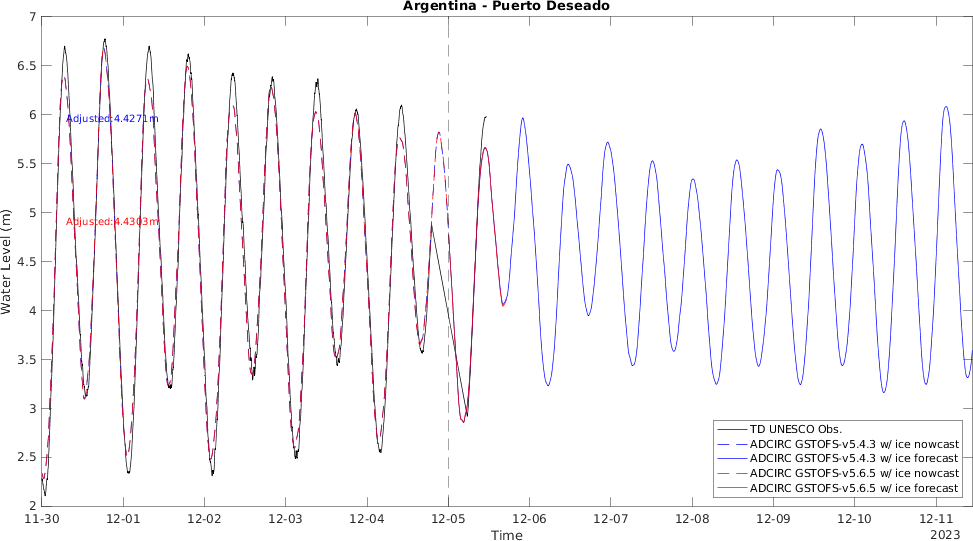 Argentina - Puerto Deseado
7
6.5
6
5.5
5
4.5
4
3.5
3
2.5
2
Water Level (m)
Adjusted:4.4271m
Adjusted:4.4303m
TD UNESCO Obs.
ADCIRC GSTOFS-v5.4.3 w/ ice nowcast
ADCIRC GSTOFS-v5.4.3 w/ ice forecast
ADCIRC GSTOFS-v5.6.5 w/ ice nowcast
ADCIRC GSTOFS-v5.6.5 w/ ice forecast
11-30 12-01 12-02 12-03 12-04 12-05 12-06 12-07 12-08 12-09 12-10 12-11
2023
Time